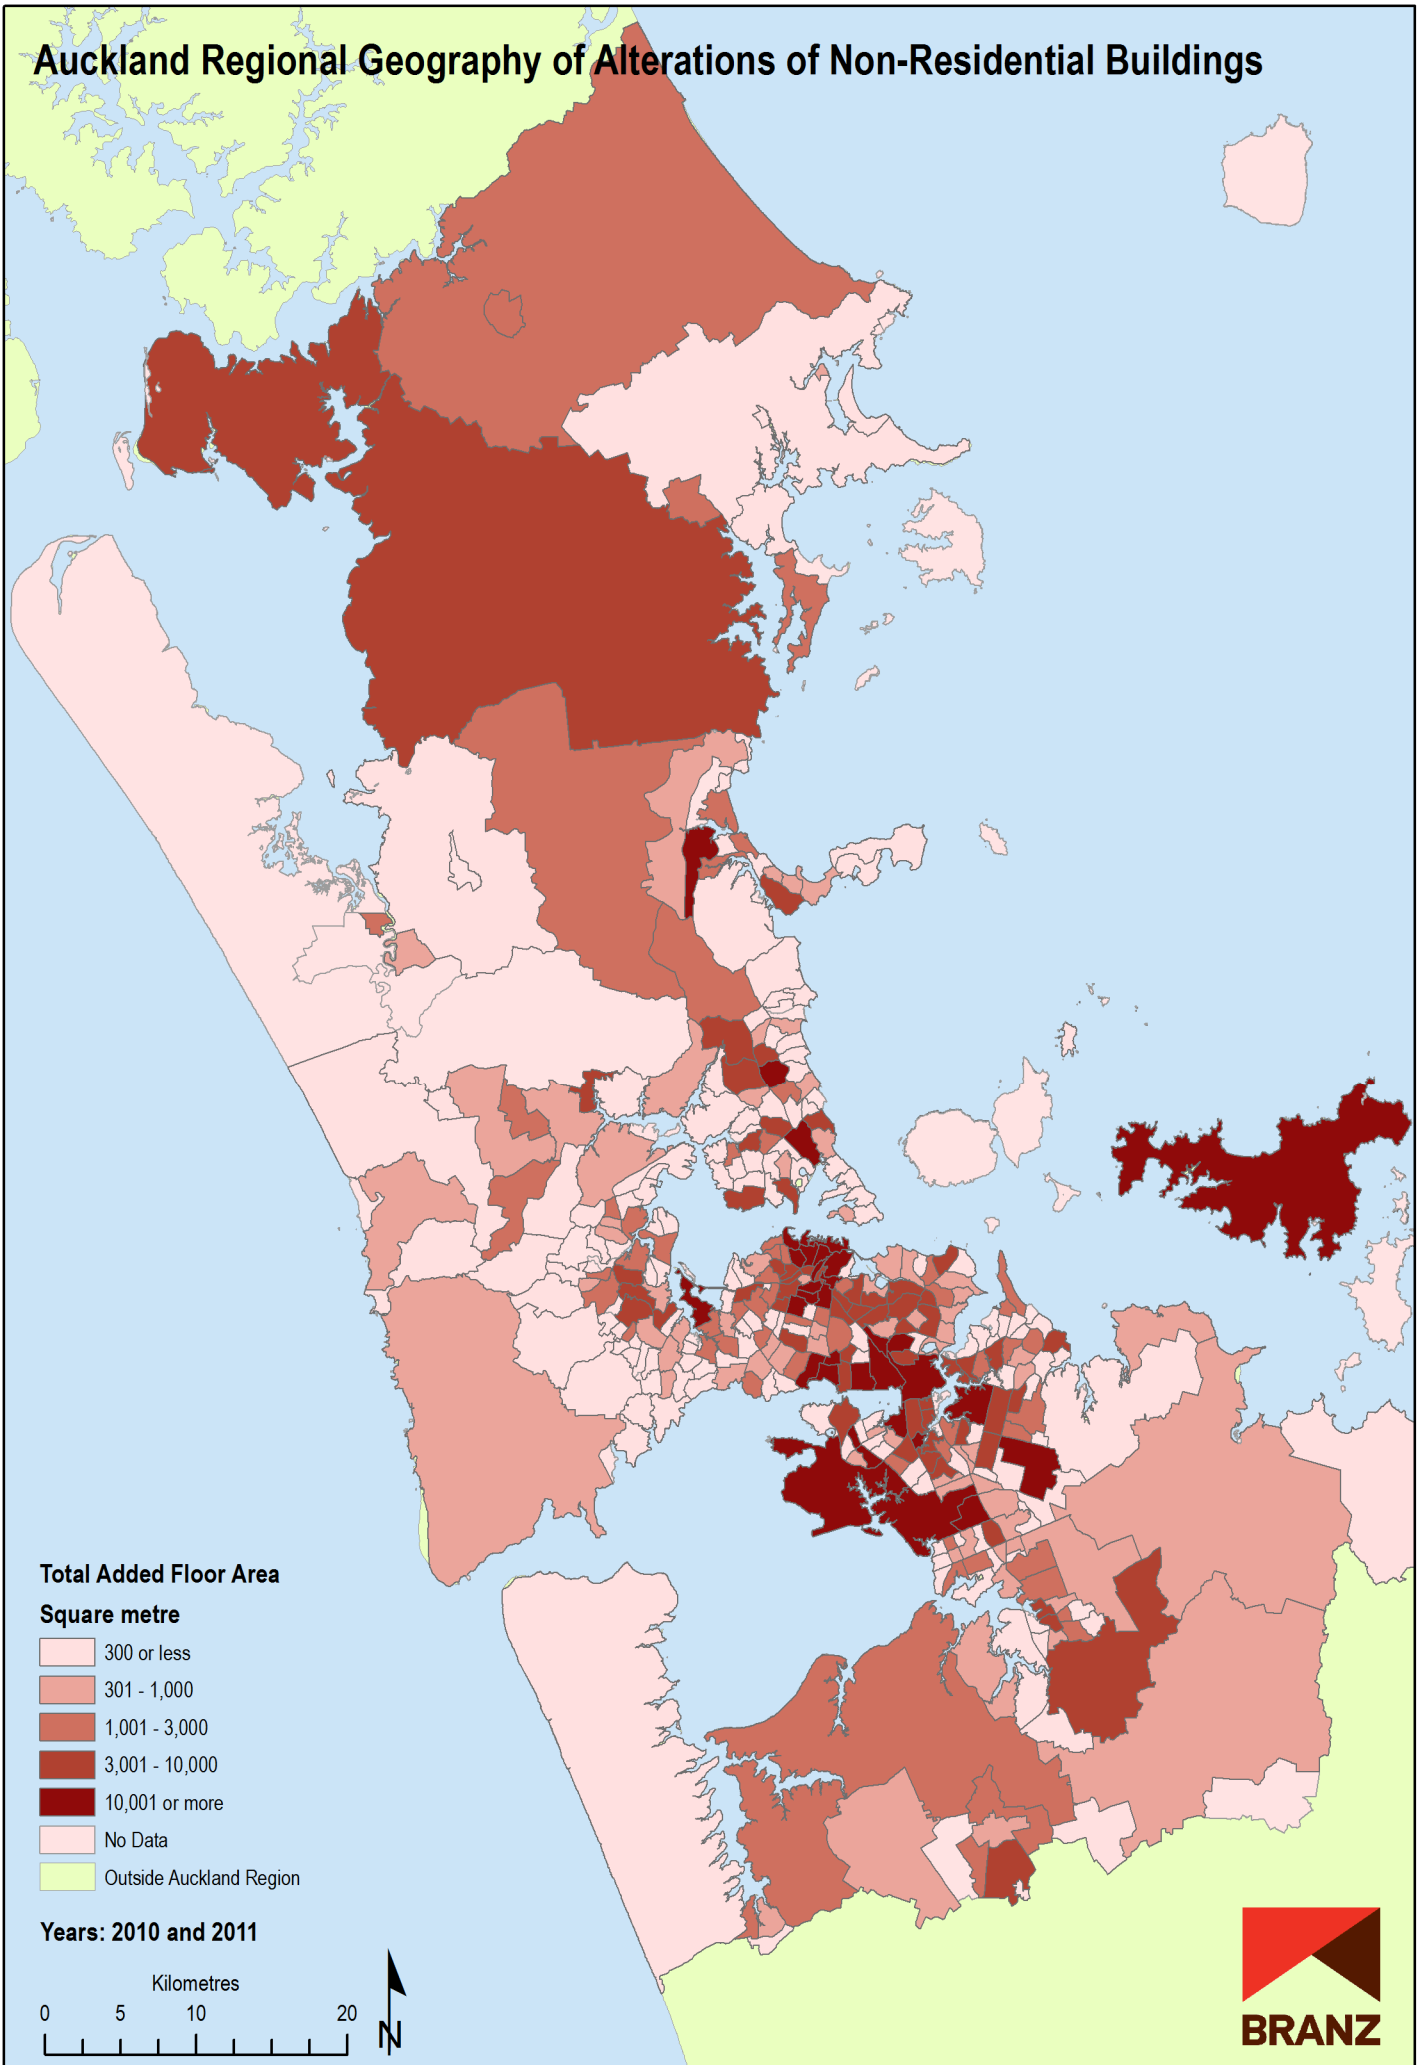 Auckland Regional Geography of Alterations of Non-Residential Buildings
Total Added Floor Area
Square metre
300 or less
301 - 1,000
1,001 - 3,000
3,001 - 10,000
10,001 or more
No Data
Outside Auckland Region
Years: 2010 and 2011
Kilometres
0 5 10 20
N
BRANZ